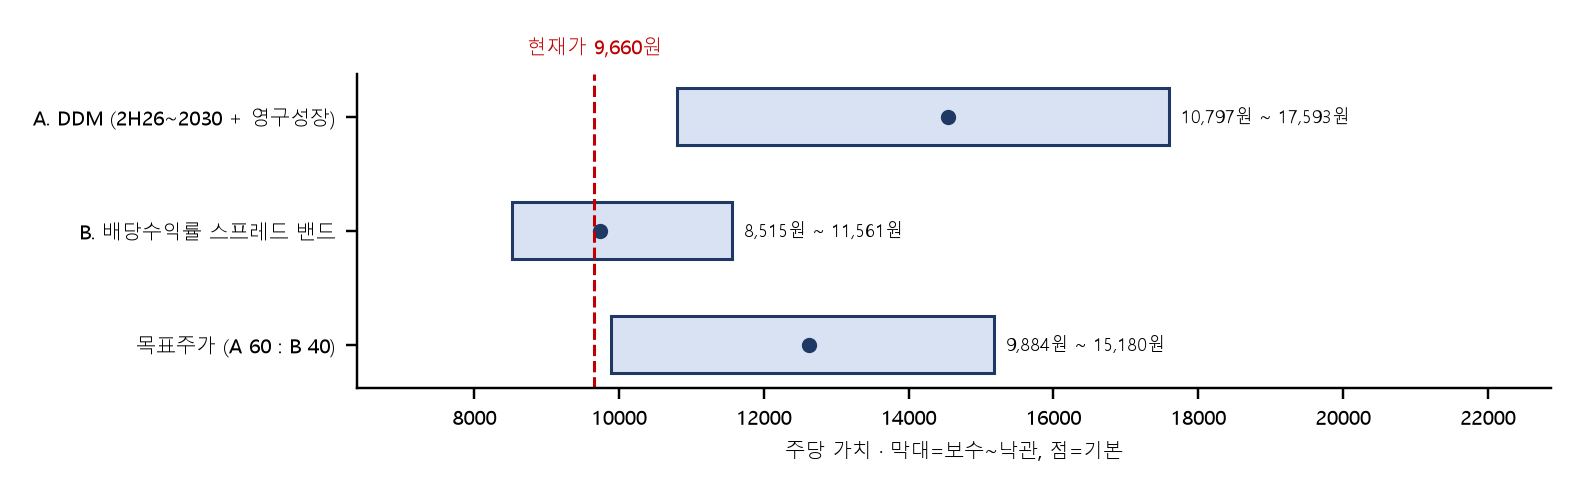 현재가 9,660원
A. DDM (2H26~2030 + 영구성장)
10,797원 ~ 17,593원
B. 배당수익률 스프레드 밴드
8,515원 ~ 11,561원
목표주가 (A 60 : B 40)
9,884원 ~ 15,180원
8000 10000 12000 14000 16000 18000 20000 22000
주당 가치 · 막대=보수~낙관, 점=기본